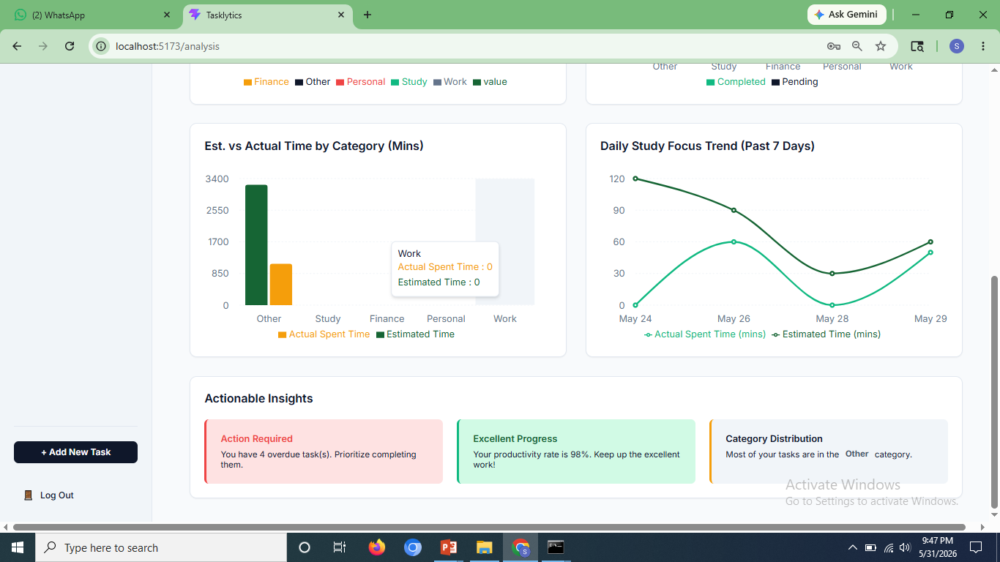 (2) WhatsApp
Tasklytics
Ask Gemini
localhost:5173/analysis
S
Finance Other Personal Study Work value
Other Study Finance Personal Work
Completed Pending
Est. vs Actual Time by Category (Mins)
3400
2550
1700
850
0
Work
Actual Spent Time : 0
Estimated Time : 0
Other Study Finance Personal Work
Actual Spent Time Estimated Time
Daily Study Focus Trend (Past 7 Days)
120
90
60
30
0
May 24 May 26 May 28 May 29
Actual Spent Time (mins) Estimated Time (mins)
Actionable Insights
Action Required
You have 4 overdue task(s). Prioritize completing
them.
Excellent Progress
Your productivity rate is 98%. Keep up the excellent
work!
Category Distribution
Most of your tasks are in the Other category.
+ Add New Task
Log Out
Activate Windows
Go to Settings to activate Windows.
Type here to search
S
9:47 PM
5/31/2026